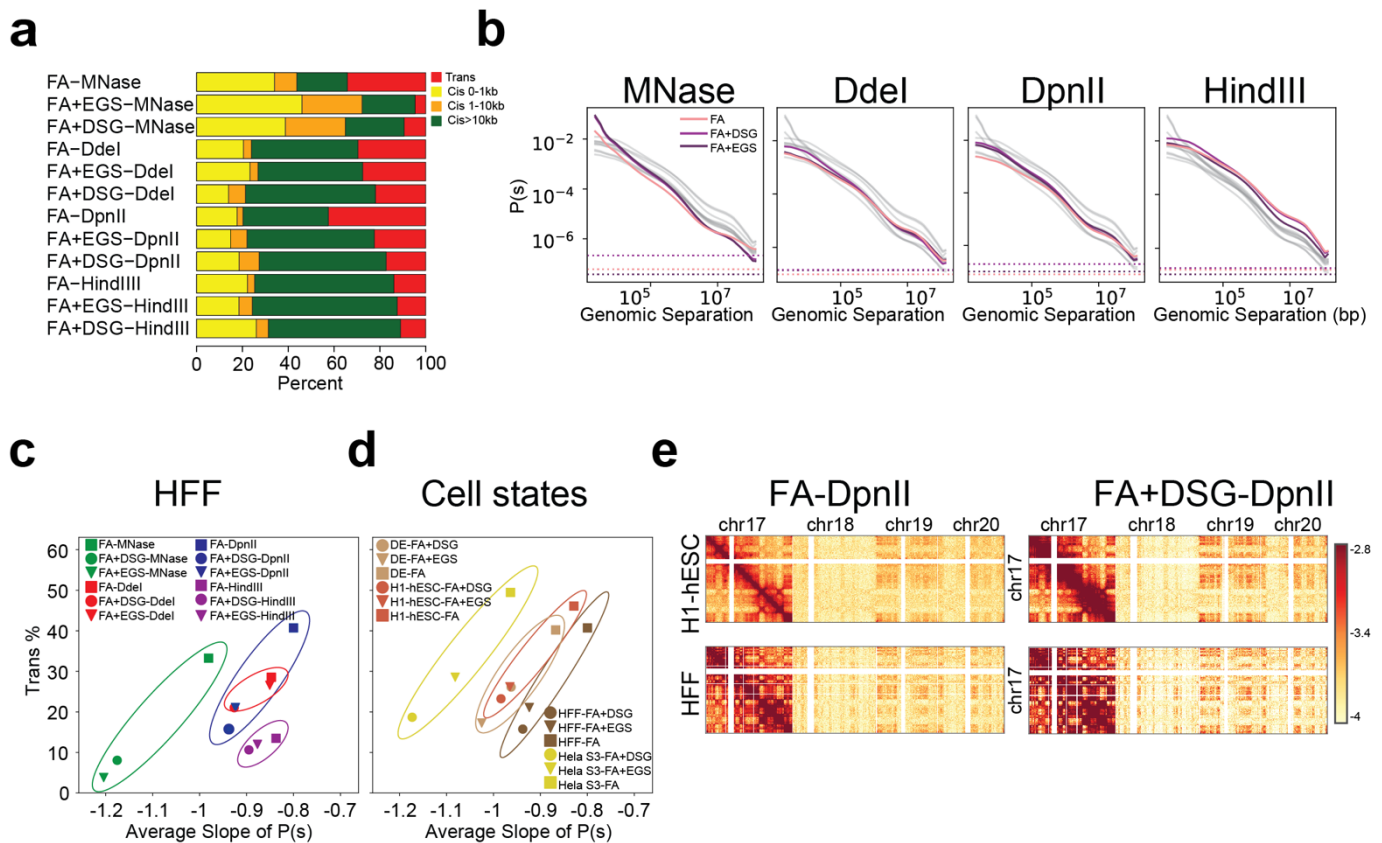 a
FA−MNase
FA+EGS−MNase
FA+DSG−MNase
FA−DdeI
FA+EGS−DdeI
FA+DSG−DdeI
FA−DpnII
FA+EGS−DpnII
FA+DSG−DpnII
FA−HindIIII
FA+EGS−HindIII
FA+DSG−HindIII
0 20 40 60 80 100
Percent
Trans
Cis 0-1kb
Cis 1-10kb
Cis>10kb
b
MNase DdeI DpnII HindIII
FA
FA+DSG
FA+EGS
P(s)
10-2
10-4
10-6
105 107 105 107 105 107 105 107
Genomic Separation Genomic Separation Genomic Separation Genomic Separation (bp)
c
HFF
FA-MNase FA-DpnII
FA+DSG-MNase FA+DSG-DpnII
FA+EGS-MNase FA+EGS-DpnII
FA-DdeI FA-HindIII
FA+DSG-DdeI FA+DSG-HindIII
FA+EGS-DdeI FA+EGS-HindIII
Trans %
60
50
40
30
20
10
0
-1.2 -1.1 -1 -0.9 -0.8 -0.7
Average Slope of P(s)
d
Cell states
DE-FA+DSG
DE-FA+EGS
DE-FA
H1-hESC-FA+DSG
H1-hESC-FA+EGS
H1-hESC-FA
HFF-FA+DSG
HFF-FA+EGS
HFF-FA
Hela S3-FA+DSG
Hela S3-FA+EGS
Hela S3-FA
-1.2 -1.1 -1 -0.9 -0.8 -0.7
Average Slope of P(s)
e
FA-DpnII FA+DSG-DpnII
chr17 chr18 chr19 chr20 chr17 chr18 chr19 chr20
H1-hESC chr17
HFF chr17
-2.8
-3.4
-4